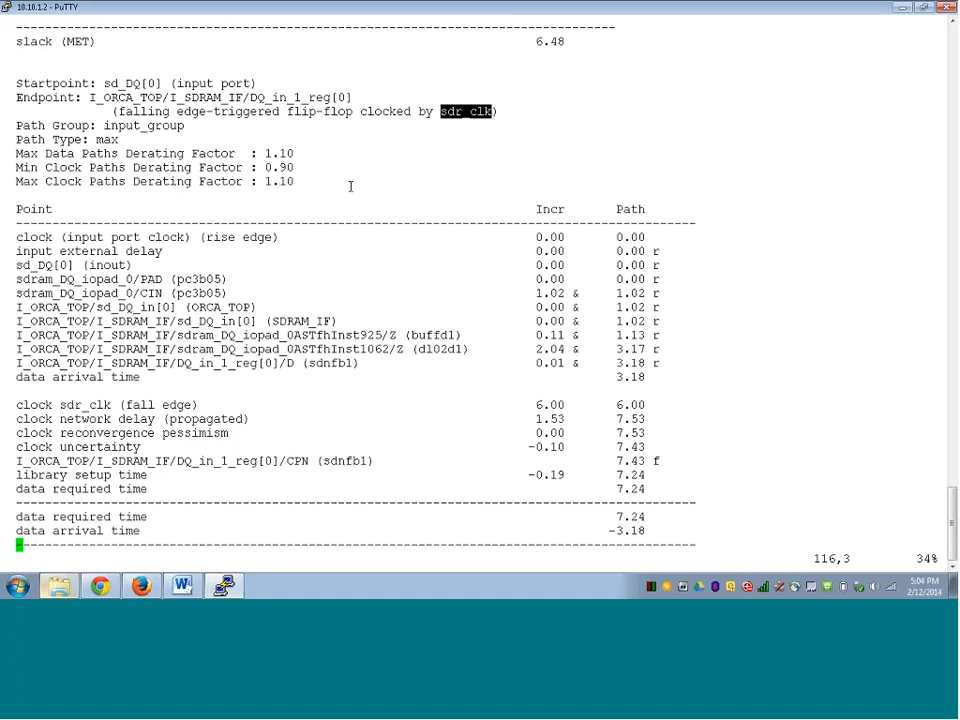 10.10.1.2 - PuTTY
--------------------------------------------------------------------------
slack (MET) 6.48
Startpoint: sd_DQ[0] (input port)
Endpoint: I_ORCA_TOP/I_SDRAM_IF/DQ_in_1_reg[0]
(falling edge-triggered flip-flop clocked by sdr_clk)
Path Group: input_group
Path Type: max
Max Data Paths Derating Factor : 1.10
Min Clock Paths Derating Factor : 0.90
Max Clock Paths Derating Factor : 1.10
Point Incr Path
------------------------------------------------------------------------------------
clock (input port clock) (rise edge) 0.00 0.00
input external delay 0.00 0.00 r
sd_DQ[0] (inout) 0.00 0.00 r
sdram_DQ_iopad_0/PAD (pc3b05) 0.00 0.00 r
sdram_DQ_iopad_0/CIN (pc3b05) 1.02 & 1.02 r
I_ORCA_TOP/sd_DQ_in[0] (ORCA_TOP) 0.00 & 1.02 r
I_ORCA_TOP/I_SDRAM_IF/sd_DQ_in[0] (SDRAM_IF) 0.00 & 1.02 r
I_ORCA_TOP/I_SDRAM_IF/sdram_DQ_iopad_0ASTfhInst925/Z (buffd1) 0.11 & 1.13 r
I_ORCA_TOP/I_SDRAM_IF/sdram_DQ_iopad_0ASTfhInst1062/Z (dl02d1) 2.04 & 3.17 r
I_ORCA_TOP/I_SDRAM_IF/DQ_in_1_reg[0]/D (sdnfb1) 0.01 & 3.18 r
data arrival time 3.18
clock sdr_clk (fall edge) 6.00 6.00
clock network delay (propagated) 1.53 7.53
clock reconvergence pessimism 0.00 7.53
clock uncertainty -0.10 7.43
I_ORCA_TOP/I_SDRAM_IF/DQ_in_1_reg[0]/CPN (sdnfb1) 7.43 f
library setup time -0.19 7.24
data required time 7.24
------------------------------------------------------------------------------------
data required time 7.24
data arrival time -3.18
------------------------------------------------------------------------------------
116,3 34%
5:04 PM
2/12/2014